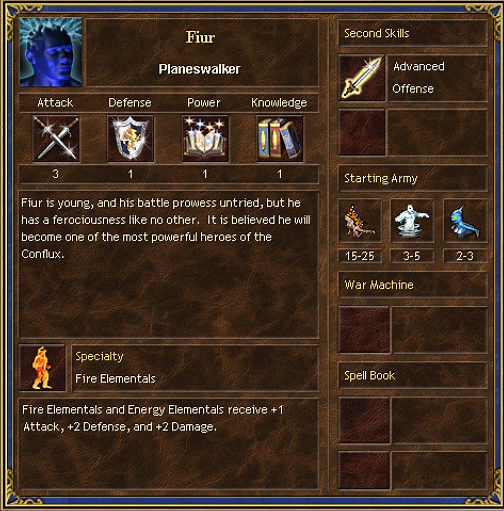 Fiur
Planeswalker
Attack Defense Power Knowledge
3 1 1 1
Fiur is young, and his battle prowess untried, but he
has a ferociousness like no other. It is believed he will
become one of the most powerful heroes of the
Conflux.
Specialty
Fire Elementals
Fire Elementals and Energy Elementals receive +1
Attack, +2 Defense, and +2 Damage.
Second Skills
Advanced
Offense
Starting Army
15-25 3-5 2-3
War Machine
Spell Book